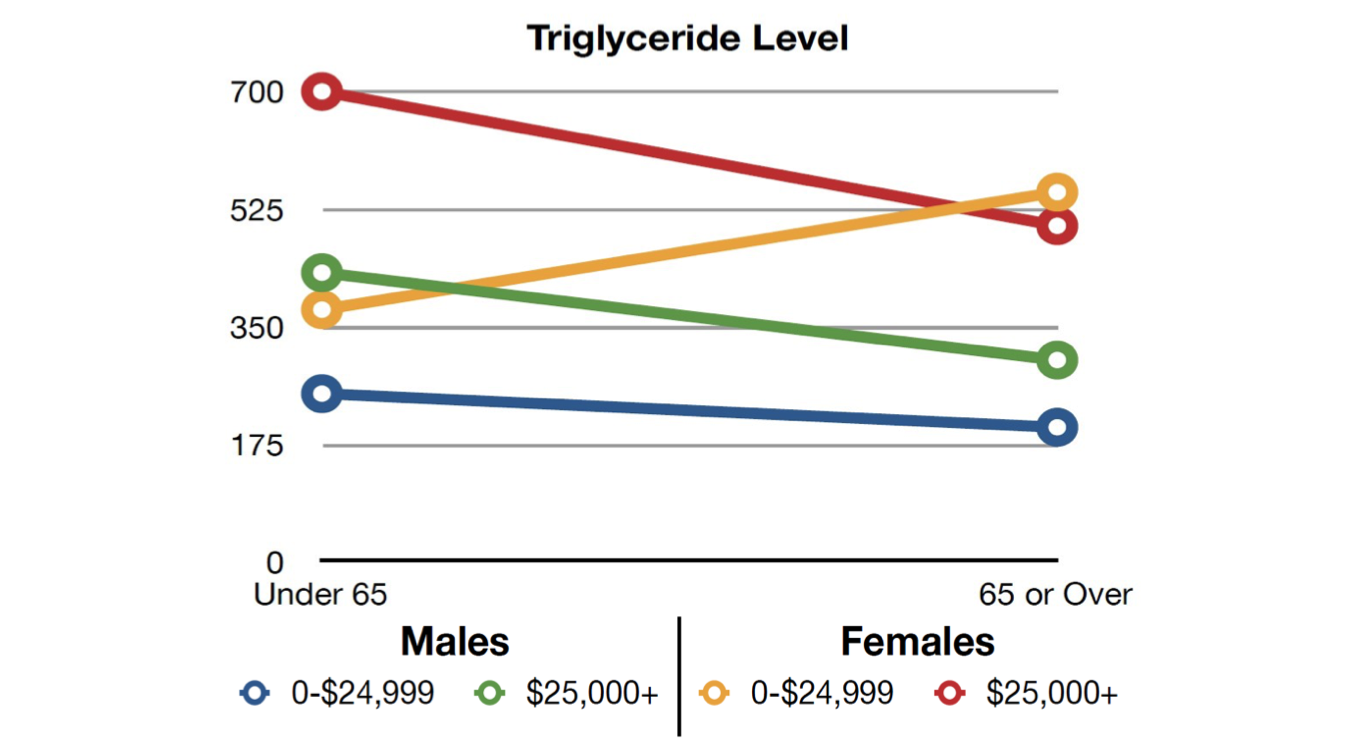 Triglyceride Level
700
525
350
175
0
Under 65 65 or Over
Males Females
0-$24,999 $25,000+ 0-$24,999 $25,000+